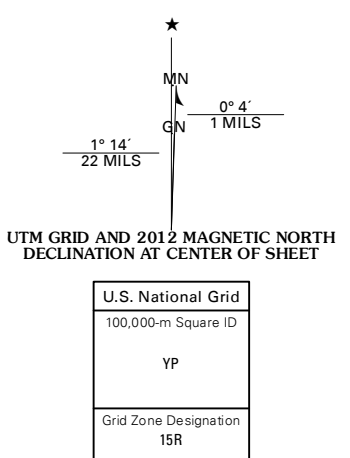 ★
MN
0° 4´
1 MILS
GN
1° 14´
22 MILS
UTM GRID AND 2012 MAGNETIC NORTH
DECLINATION AT CENTER OF SHEET
U.S. National Grid
100,000-m Square ID
YP
Grid Zone Designation
15R